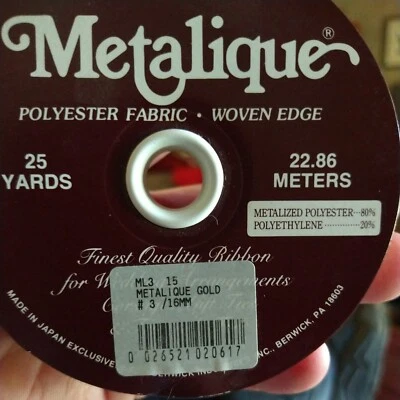 Metalique®
POLYESTER FABRIC · WOVEN EDGE
25
YARDS
22.86
METERS
METALIZED POLYESTER---80%
POLYETHYLENE---20%
Finest Quality Ribbon
for
ML3 15
METALIQUE GOLD
# 3 /16MM
0 026521 020617
MADE IN JAPAN EXCLUSIVE
INC., BERWICK, PA 18603